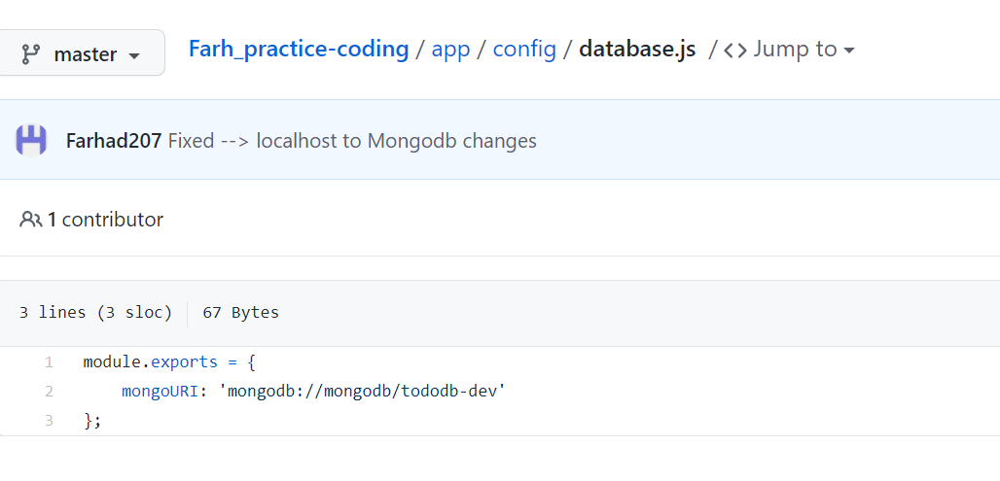 master Farh_practice-coding / app / config / database.js / <> Jump to
Farhad207 Fixed --> localhost to Mongodb changes
1 contributor
3 lines (3 sloc) 67 Bytes
1 module.exports = {
2 mongoURI: 'mongodb://mongodb/tododb-dev'
3 };